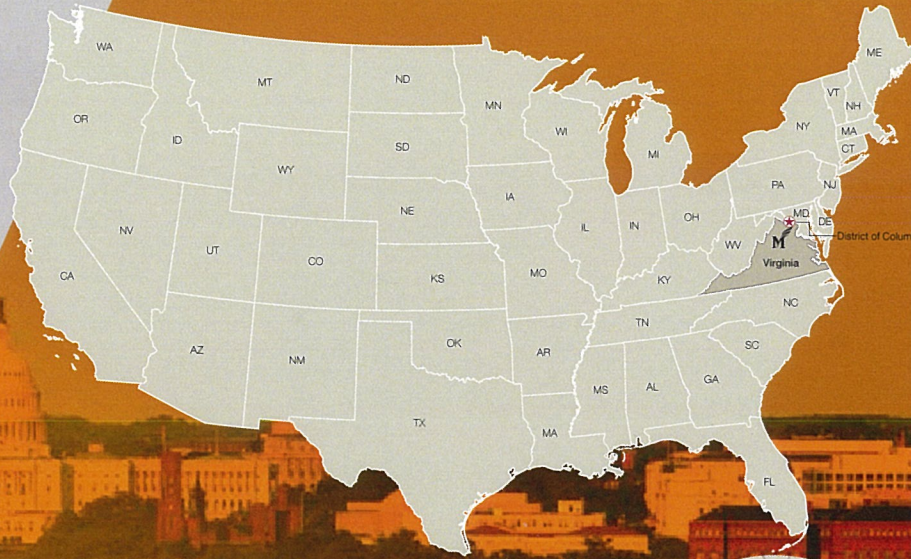 WA
MT
ND
MN
ME
OR
ID
WY
SD
WI
MI
NY
VT
NH
MA
CT
NV
UT
CO
NE
IA
IL
IN
OH
PA
NJ
MD
DE
District of Colum
CA
KS
MO
KY
WV
M
Virginia
AZ
NM
OK
AR
TN
NC
SC
TX
MA
MS
AL
GA
FL